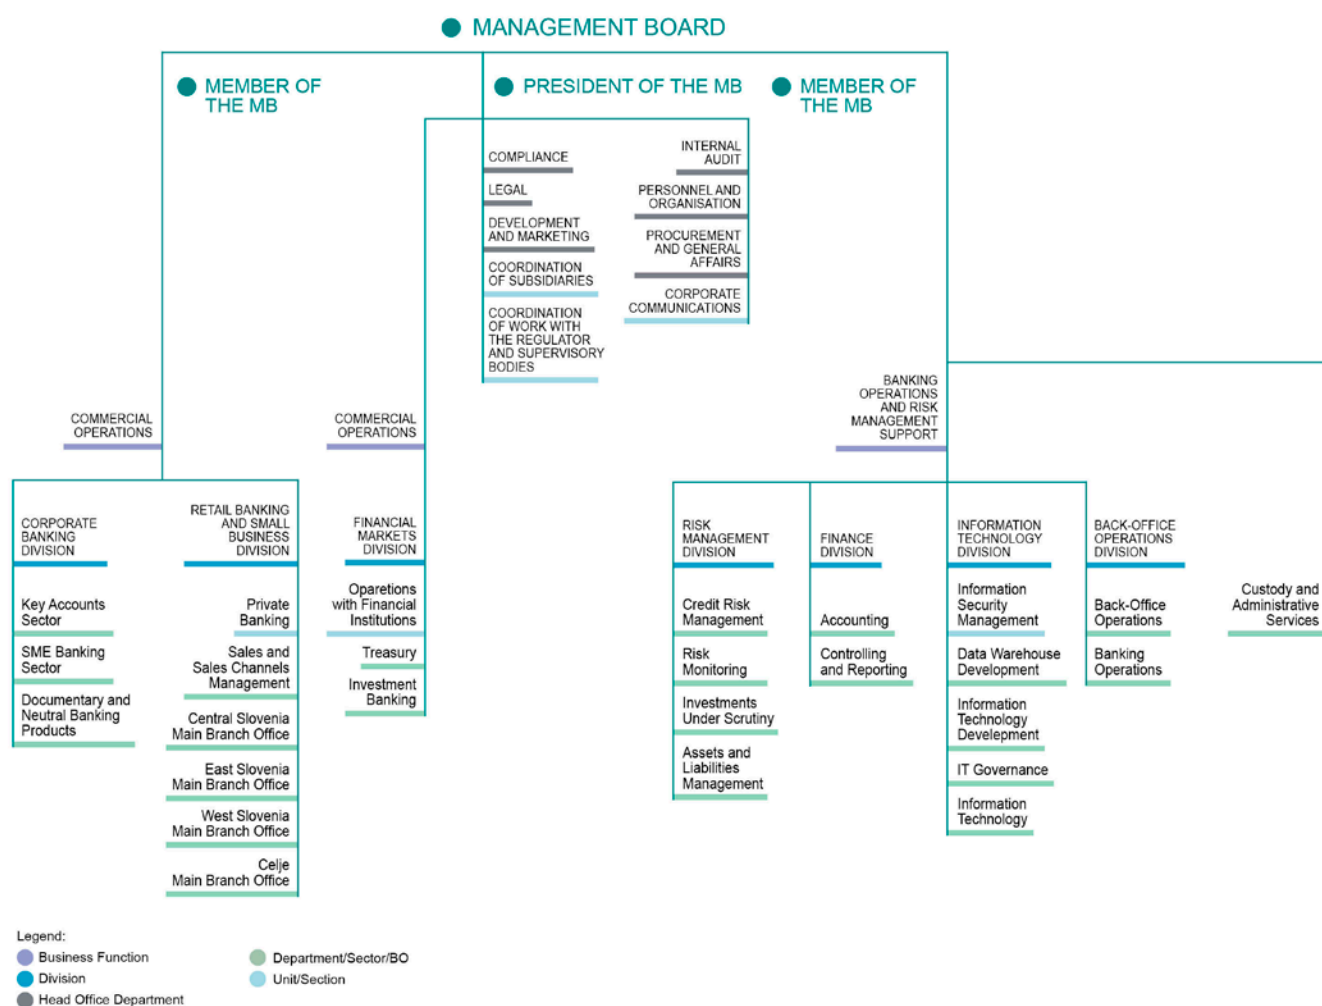 MANAGEMENT BOARD
MEMBER OF
THE MB
PRESIDENT OF THE MB
MEMBER OF
THE MB
COMPLIANCE
LEGAL
DEVELOPMENT
AND MARKETING
COORDINATION
OF SUBSIDIARIES
COORDINATION
OF WORK WITH
THE REGULATOR
AND SUPERVISORY
BODIES
INTERNAL
AUDIT
PERSONNEL AND
ORGANISATION
PROCUREMENT
AND GENERAL
AFFAIRS
CORPORATE
COMMUNICATIONS
COMMERCIAL
OPERATIONS
COMMERCIAL
OPERATIONS
BANKING
OPERATIONS
AND RISK
MANAGEMENT
SUPPORT
CORPORATE
BANKING
DIVISION
Key Accounts
Sector
SME Banking
Sector
Documentary and
Neutral Banking
Products
RETAIL BANKING
AND SMALL
BUSINESS
DIVISION
Private
Banking
Sales and
Sales Channels
Management
Central Slovenia
Main Branch Office
East Slovenia
Main Branch Office
West Slovenia
Main Branch Office
Celje
Main Branch Office
FINANCIAL
MARKETS
DIVISION
Oparetions
with Financial
Institutions
Treasury
Investment
Banking
RISK
MANAGEMENT
DIVISION
Credit Risk
Management
Risk
Monitoring
Investments
Under Scrutiny
Assets and
Liabilities
Management
FINANCE
DIVISION
Accounting
Controlling
and Reporting
INFORMATION
TECHNOLOGY
DIVISION
Information
Security
Management
Data Warehouse
Development
Information
Technology
Develepment
IT Governance
Information
Technology
BACK-OFFICE
OPERATIONS
DIVISION
Back-Office
Operations
Banking
Operations
Custody and
Administrative
Services
Legend:
Business Function
Division
Head Office Department
Department/Sector/BO
Unit/Section